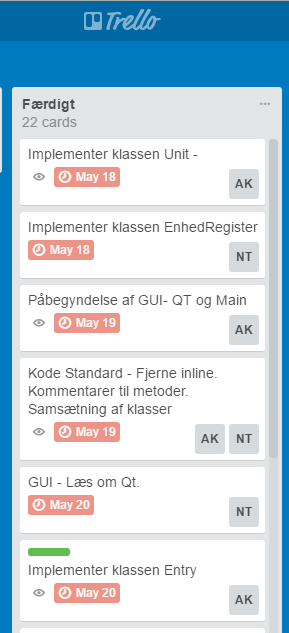 Trello
Færdigt
22 cards
Implementer klassen Unit -
May 18
AK
Implementer klassen EnhedRegister
May 18
NT
Påbegyndelse af GUI- QT og Main
May 19
AK
Kode Standard - Fjerne inline.
Kommentarer til metoder.
Samsætning af klasser
May 19
AK NT
GUI - Læs om Qt.
May 20
NT
Implementer klassen Entry
May 20
AK